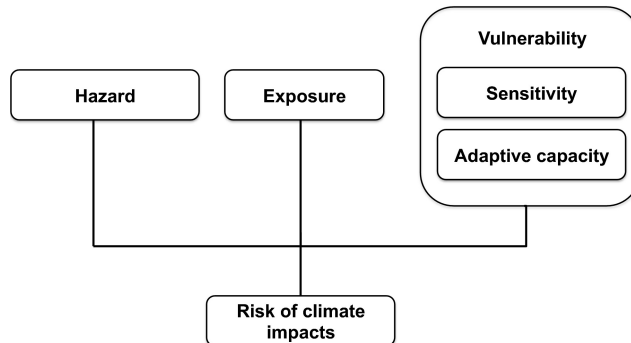 Vulnerability
Hazard
Exposure
Sensitivity
Adaptive capacity
Risk of climate
impacts